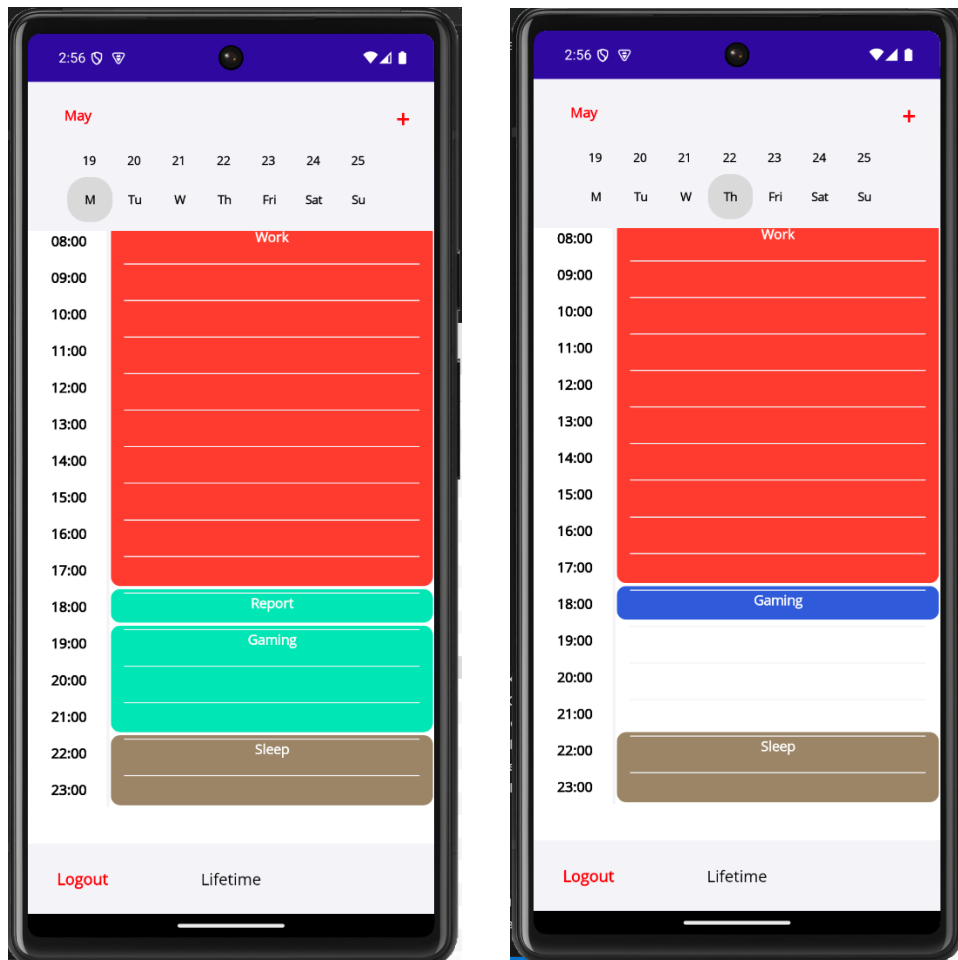 2:56
May +
19 20 21 22 23 24 25
M Tu W Th Fri Sat Su
08:00 Work
09:00
10:00
11:00
12:00
13:00
14:00
15:00
16:00
17:00
18:00 Report
19:00 Gaming
20:00
21:00
22:00 Sleep
23:00
Logout Lifetime
2:56
May +
19 20 21 22 23 24 25
M Tu W Th Fri Sat Su
08:00 Work
09:00
10:00
11:00
12:00
13:00
14:00
15:00
16:00
17:00
18:00 Gaming
19:00
20:00
21:00
22:00 Sleep
23:00
Logout Lifetime